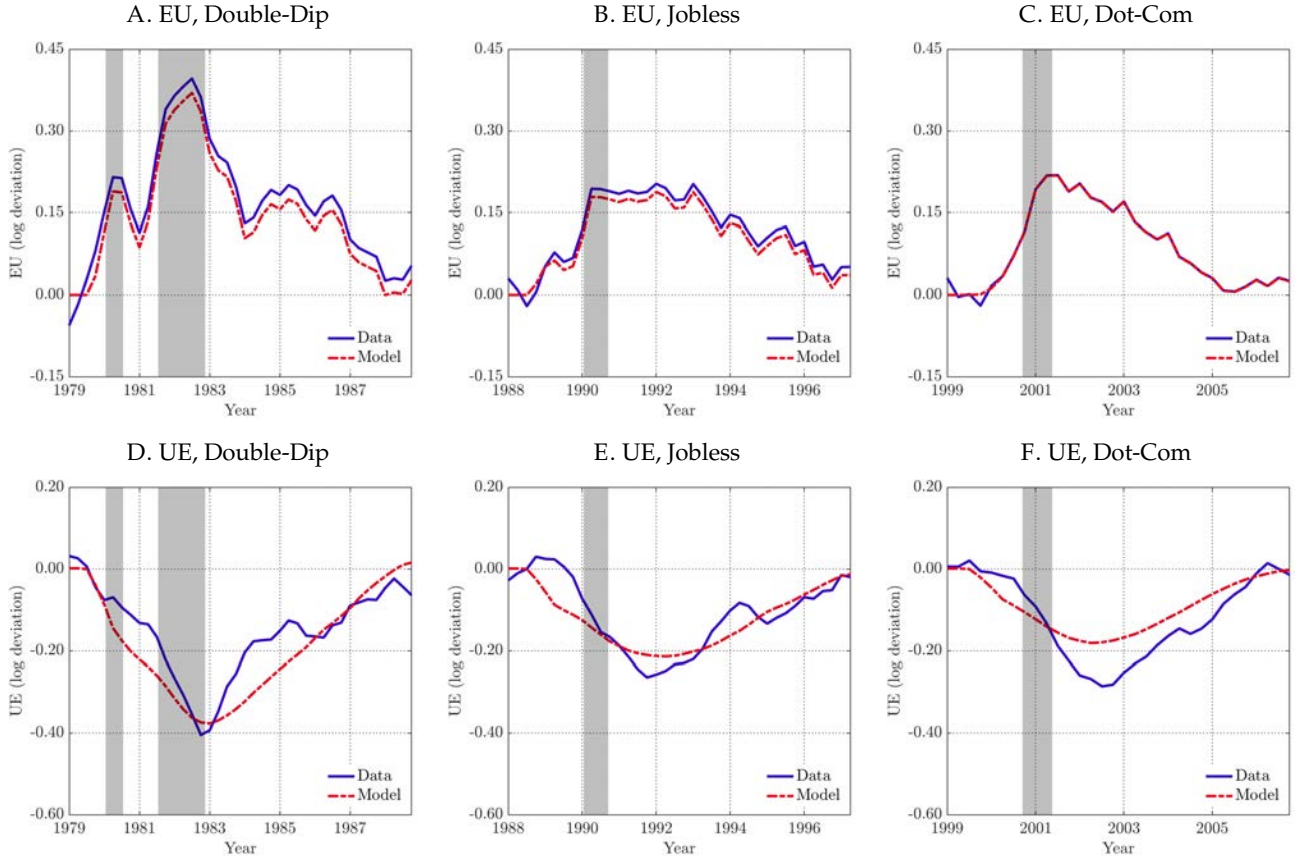 A. EU, Double-Dip
B. EU, Jobless
C. EU, Dot-Com
0.45
0.30
0.15
0.00
-0.15
EU (log deviation)
Data
Model
1979 1981 1983 1985 1987
Year
0.45
0.30
0.15
0.00
-0.15
EU (log deviation)
Data
Model
1988 1990 1992 1994 1996
Year
0.45
0.30
0.15
0.00
-0.15
EU (log deviation)
Data
Model
1999 2001 2003 2005
Year
D. UE, Double-Dip
E. UE, Jobless
F. UE, Dot-Com
0.20
0.00
-0.20
-0.40
-0.60
UE (log deviation)
Data
Model
1979 1981 1983 1985 1987
Year
0.20
0.00
-0.20
-0.40
-0.60
UE (log deviation)
Data
Model
1988 1990 1992 1994 1996
Year
0.20
0.00
-0.20
-0.40
-0.60
UE (log deviation)
Data
Model
1999 2001 2003 2005
Year